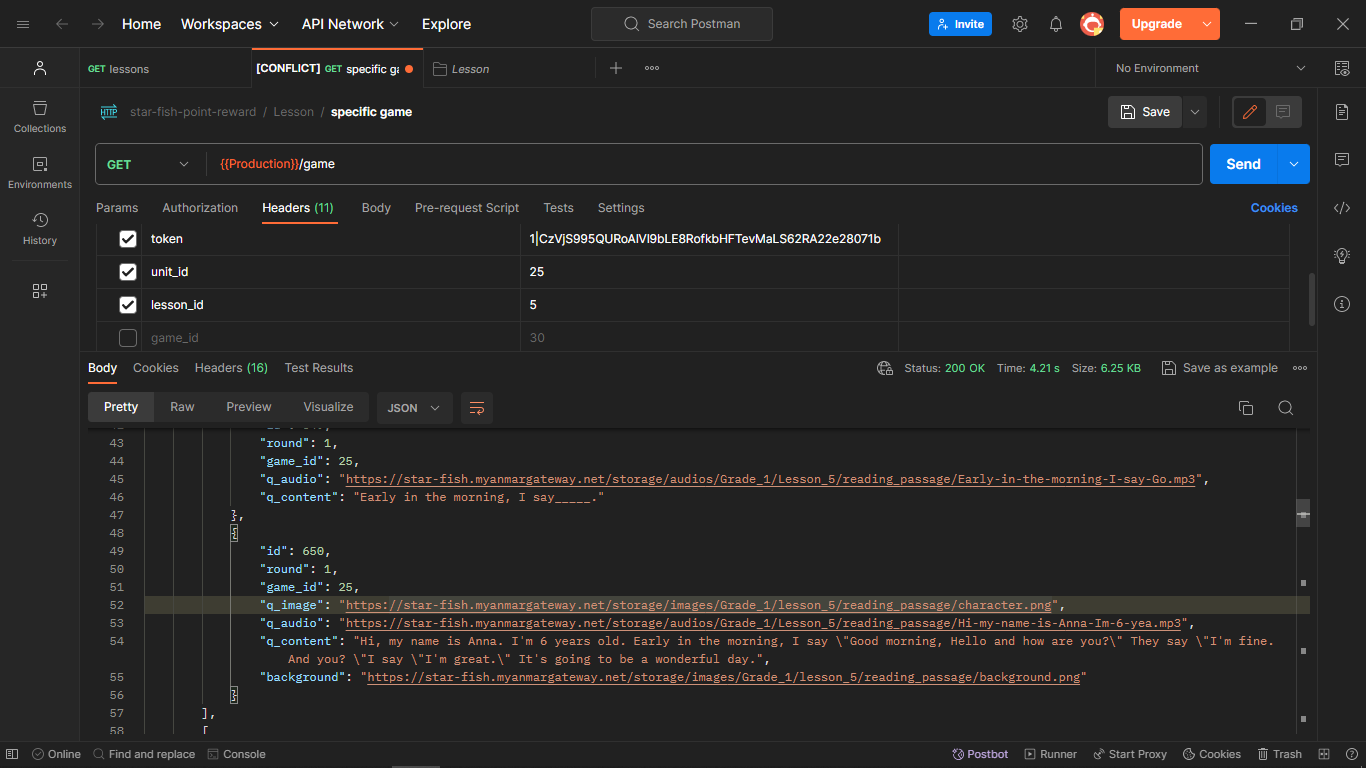 Home Workspaces API Network Explore Search Postman Invite Upgrade
GET lessons [CONFLICT] GET specific ga Lesson No Environment
star-fish-point-reward / Lesson / specific game Save
Collections
GET {{Production}}/game Send
Environments
Params Authorization Headers (11) Body Pre-request Script Tests Settings Cookies
History
token 1|CzVjS995QURoAlVl9bLE8RofkbHFTevMaLS62RA22e28071b
unit_id 25
lesson_id 5
game_id 30
Body Cookies Headers (16) Test Results Status: 200 OK Time: 4.21 s Size: 6.25 KB Save as example
Pretty Raw Preview Visualize JSON
43 "round": 1,
44 "game_id": 25,
45 "q_audio": "https://star-fish.myanmargateway.net/storage/audios/Grade_1/Lesson_5/reading_passage/Early-in-the-morning-I-say-Go.mp3",
46 "q_content": "Early in the morning, I say_____."
47 },
48 {
49 "id": 650,
50 "round": 1,
51 "game_id": 25,
52 "q_image": "https://star-fish.myanmargateway.net/storage/images/Grade_1/lesson_5/reading_passage/character.png",
53 "q_audio": "https://star-fish.myanmargateway.net/storage/audios/Grade_1/Lesson_5/reading_passage/Hi-my-name-is-Anna-Im-6-yea.mp3",
54 "q_content": "Hi, my name is Anna. I'm 6 years old. Early in the morning, I say \"Good morning, Hello and how are you?\" They say \"I'm fine.
And you? \"I say \"I'm great.\" It's going to be a wonderful day.",
55 "background": "https://star-fish.myanmargateway.net/storage/images/Grade_1/lesson_5/reading_passage/background.png"
56 }
57 ],
58 [
Online Find and replace Console Postbot Runner Start Proxy Cookies Trash